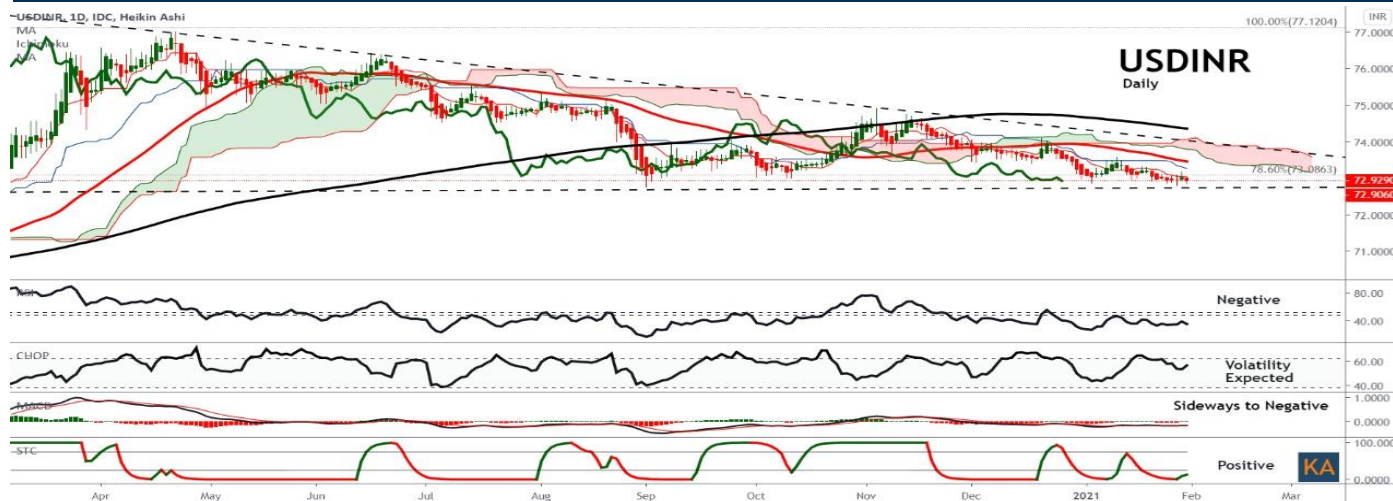 USDINR, 1D, IDC, Heikin Ashi
MA
Ichimoku
MA
100.00%(77.1204)
INR
USDINR
Daily
77.0000
76.0000
75.0000
74.0000
78.60%(73.0863)
72.9290
72.9060
72.0000
71.0000
RSI
Negative
80.00
40.00
CHOP
Volatility
Expected
60.00
40.00
MACD
Sideways to Negative
1.0000
0.0000
STC
Positive
KA
100.000
0.0000
Apr May Jun Jul Aug Sep Oct Nov Dec 2021 Feb Mar